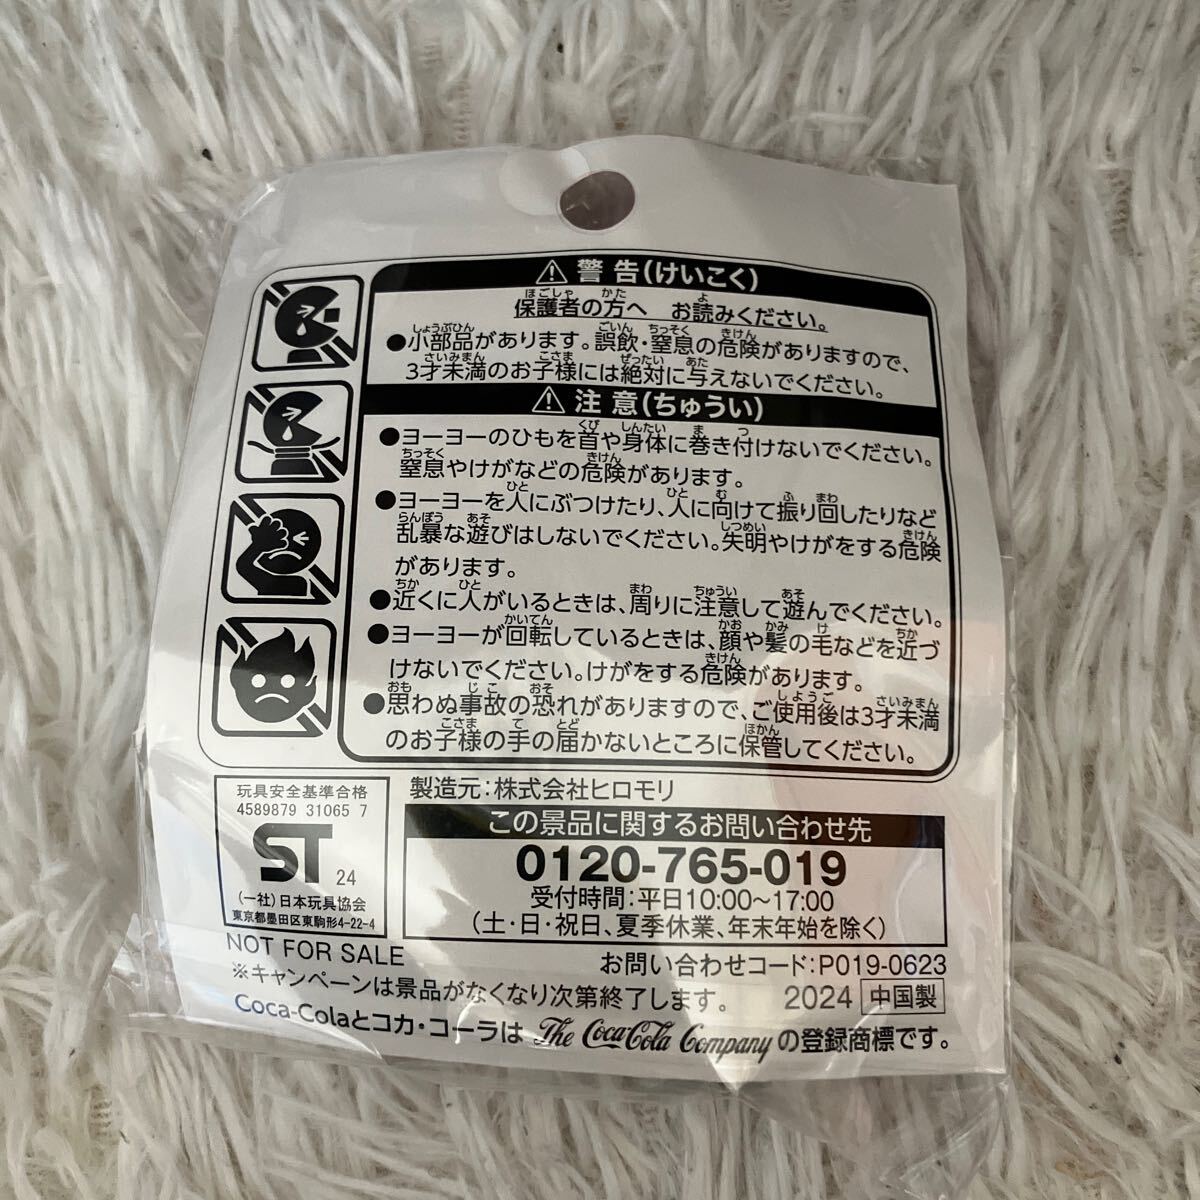 ⚠ 警告(けいこく)
保護者の方へ お読みください。
●小部品があります。誤飲・窒息の危険がありますので、
3才未満のお子様には絶対に与えないでください。
⚠ 注意(ちゅうい)
●ヨーヨーのひもを首や身体に巻き付けないでください。
窒息やけがなどの危険があります。
●ヨーヨーを人にぶつけたり、人に向けて振り回したりなど
乱暴な遊びはしないでください。失明やけがをする危険
があります。
●近くに人がいるときは、周りに注意して遊んでください。
●ヨーヨーが回転しているときは、顔や髪の毛などを近づ
けないでください。けがをする危険があります。
●思わぬ事故の恐れがありますので、ご使用後は3才未満
のお子様の手の届かないところに保管してください。
玩具安全基準合格
4589879 31065 7
ST 24
(一社)日本玩具協会
東京都墨田区東駒形4-22-4
製造元:株式会社ヒロモリ
この景品に関するお問い合わせ先
0120-765-019
受付時間:平日10:00~17:00
(土・日・祝日、夏季休業、年末年始を除く)
NOT FOR SALE
お問い合わせコード:P019-0623
※キャンペーンは景品がなくなり次第終了します。 2024 中国製
Coca-Colaとコカ・コーラは The Coca-Cola Company の登録商標です。